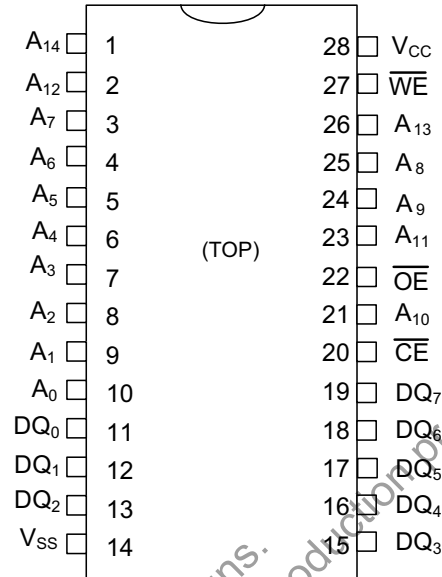 A14 1 28 VCC
A12 2 27 WE
A7 3 26 A13
A6 4 25 A8
A5 5 24 A9
A4 6 (TOP) 23 A11
A3 7 22 OE
A2 8 21 A10
A1 9 20 CE
A0 10 19 DQ7
DQ0 11 18 DQ6
DQ1 12 17 DQ5
DQ2 13 16 DQ4
VSS 14 15 DQ3